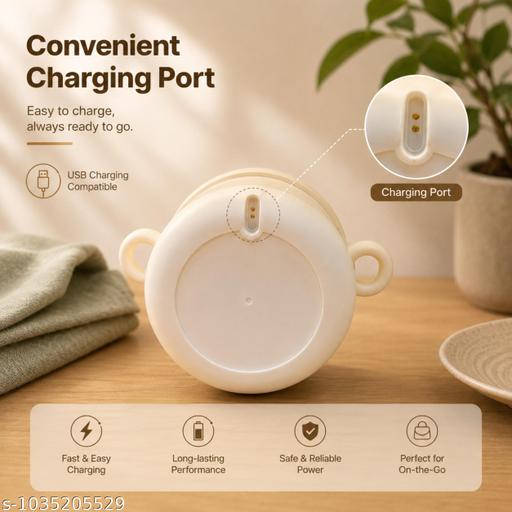 Convenient
Charging Port
Easy to charge,
always ready to go.
USB Charging
Compatible
Charging Port
Fast & Easy
Charging
Long-lasting
Performance
Safe & Reliable
Power
Perfect for
On-the-Go
s-1035205529